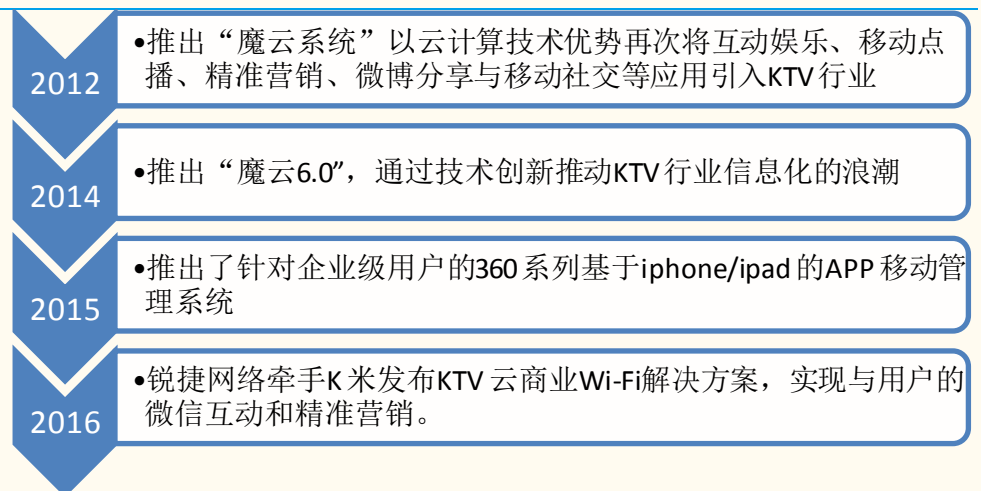 2012
•推出“魔云系统”以云计算技术优势再次将互动娱乐、移动点
播、精准营销、微博分享与移动社交等应用引入KTV行业
2014
•推出“魔云6.0”，通过技术创新推动KTV行业信息化的浪潮
2015
•推出了针对企业级用户的360系列基于iphone/ipad的APP移动管
理系统
2016
•锐捷网络牵手K米发布KTV云商业Wi-Fi解决方案，实现与用户的
微信互动和精准营销。